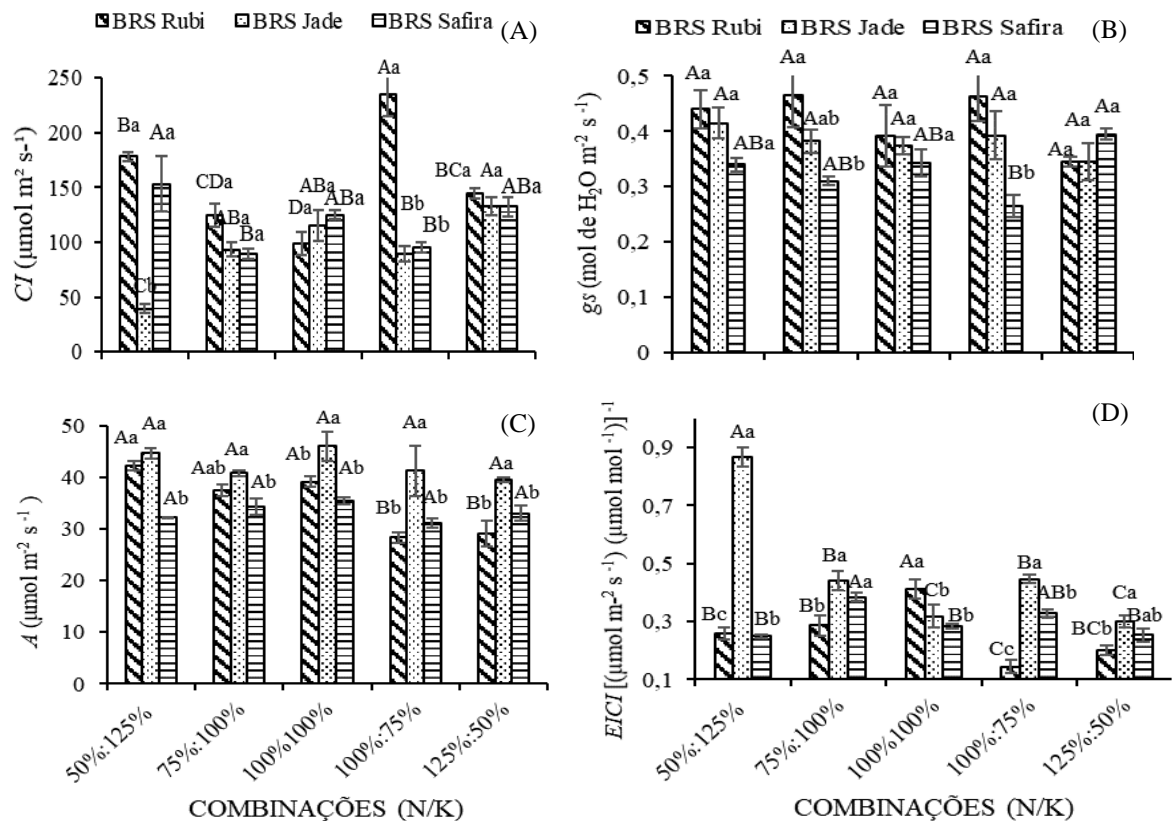 BRS Rubi BRS Jade BRS Safira (A)
CI (µmol m² s-¹)
250
200
150
100
50
0
Ba Cb Aa
CDa ABa Ba
Da ABa ABa
Aa Bb Bb
BCa Aa ABa
BRS Rubi BRS Jade BRS Safira (B)
gs (mol de H₂O m⁻² s ⁻¹)
0,5
0,4
0,3
0,2
0,1
0
Aa Aa ABa
Aa Aab ABb
Aa Aa ABa
Aa Aa Bb
Aa Aa Aa
(C)
A (µmol m⁻² s ⁻¹)
50
40
30
20
10
0
Aa Aa Ab
Aab Aa Ab
Ab Aa Ab
Bb Aa Ab
Bb Aa Ab
50%:125%
75%:100%
100%100%
100%:75%
125%:50%
COMBINAÇÕES (N/K)
(D)
EICI [(µmol m-² s ⁻¹) (µmol mol ⁻¹)]⁻¹
0,9
0,7
0,5
0,3
0,1
Bc Aa Bb
Bb Ba Aa
Aa Cb Bb
Cc Ba ABb
BCb Ca Bab
50%:125%
75%:100%
100%100%
100%:75%
125%:50%
COMBINAÇÕES (N/K)